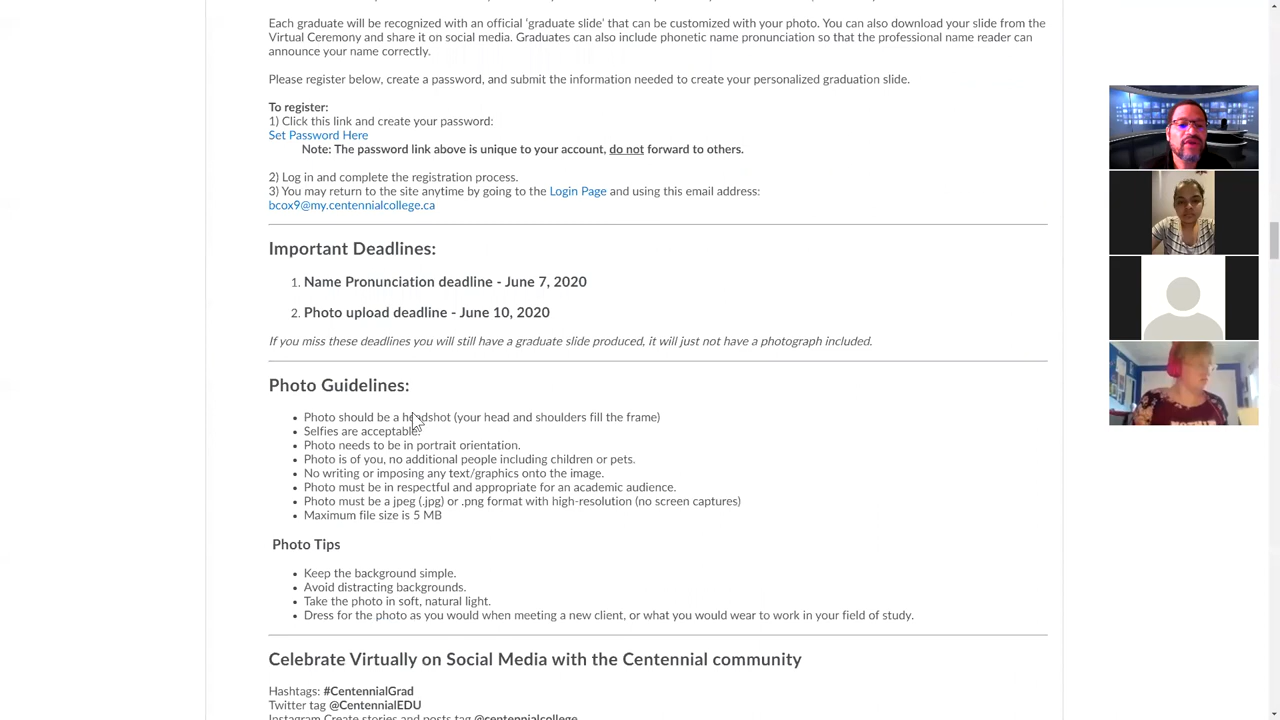 Each graduate will be recognized with an official 'graduate slide' that can be customized with your photo. You can also download your slide from the
Virtual Ceremony and share it on social media. Graduates can also include phonetic name pronunciation so that the professional name reader can
announce your name correctly.
Please register below, create a password, and submit the information needed to create your personalized graduation slide.
To register:
1) Click this link and create your password:
Set Password Here
Note: The password link above is unique to your account, do not forward to others.
2) Log in and complete the registration process.
3) You may return to the site anytime by going to the Login Page and using this email address:
bcox9@my.centennialcollege.ca
Important Deadlines:
1. Name Pronunciation deadline - June 7, 2020
2. Photo upload deadline - June 10, 2020
If you miss these deadlines you will still have a graduate slide produced, it will just not have a photograph included.
Photo Guidelines:
• Photo should be a headshot (your head and shoulders fill the frame)
• Selfies are acceptable.
• Photo needs to be in portrait orientation.
• Photo is of you, no additional people including children or pets.
• No writing or imposing any text/graphics onto the image.
• Photo must be in respectful and appropriate for an academic audience.
• Photo must be a jpeg (.jpg) or .png format with high-resolution (no screen captures)
• Maximum file size is 5 MB
Photo Tips
• Keep the background simple.
• Avoid distracting backgrounds.
• Take the photo in soft, natural light.
• Dress for the photo as you would when meeting a new client, or what you would wear to work in your field of study.
Celebrate Virtually on Social Media with the Centennial community
Hashtags: #CentennialGrad
Twitter tag @CentennialEDU
Instagram Create stories and posts tag @centennialcollege